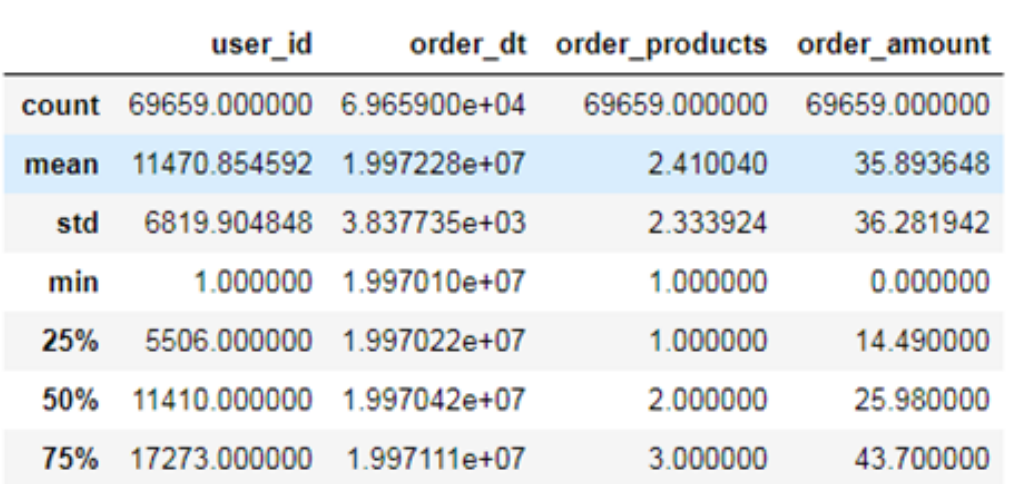 user_id order_dt order_products order_amount
count 69659.000000 6.965900e+04 69659.000000 69659.000000
mean 11470.854592 1.997228e+07 2.410040 35.893648
std 6819.904848 3.837735e+03 2.333924 36.281942
min 1.000000 1.997010e+07 1.000000 0.000000
25% 5506.000000 1.997022e+07 1.000000 14.490000
50% 11410.000000 1.997042e+07 2.000000 25.980000
75% 17273.000000 1.997111e+07 3.000000 43.700000